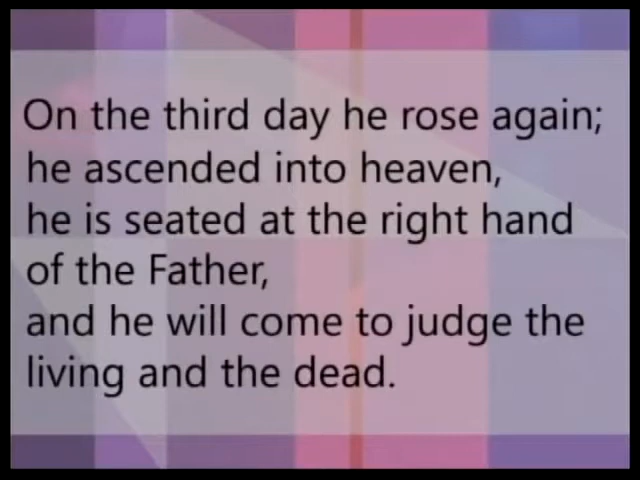 On the third day he rose again;
he ascended into heaven,
he is seated at the right hand
of the Father,
and he will come to judge the
living and the dead.